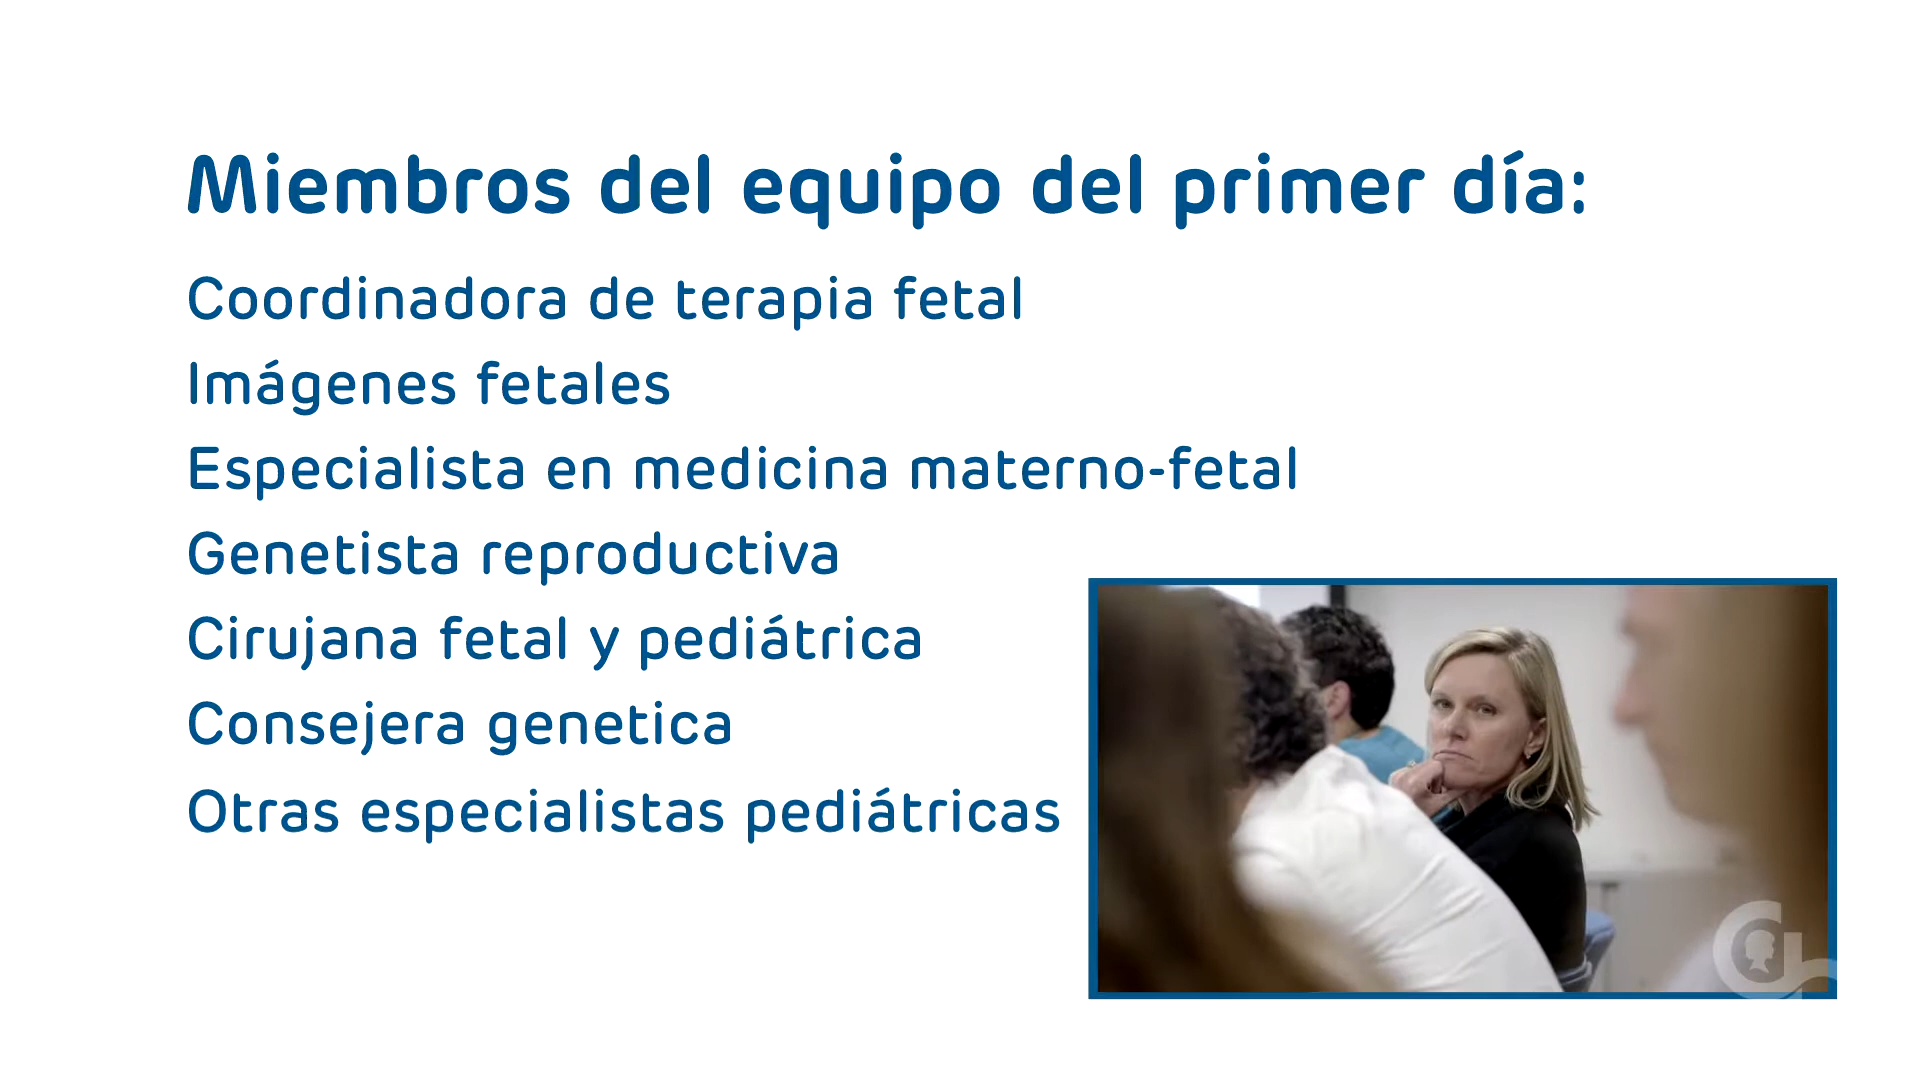 Miembros del equipo del primer día:
Coordinadora de terapia fetal
Imágenes fetales
Especialista en medicina materno-fetal
Genetista reproductiva
Cirujana fetal y pediátrica
Consejera genetica
Otras especialistas pediátricas